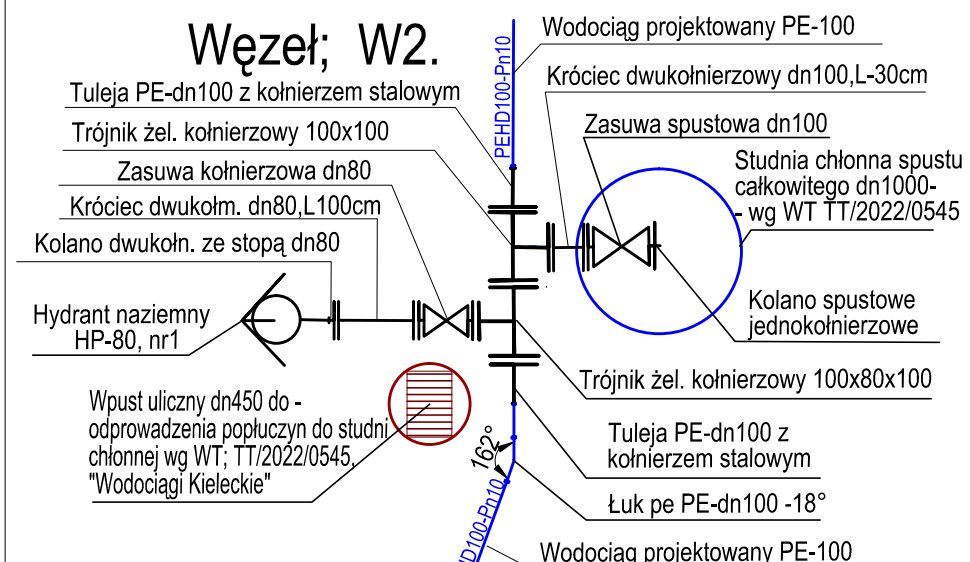 Węzeł; W2.
Wodociąg projektowany PE-100
Tuleja PE-dn100 z kołnierzem stalowym
PEHD100-Pn10
Króciec dwukołnierzowy dn100,L-30cm
Trójnik żel. kołnierzowy 100x100
Zasuwa spustowa dn100
Zasuwa kołnierzowa dn80
Studnia chłonna spustu
całkowitego dn1000-
- wg WT TT/2022/0545
Króciec dwukołm. dn80,L100cm
Kolano dwukołn. ze stopą dn80
Hydrant naziemny
HP-80, nr1
Kolano spustowe
jednokołnierzowe
Trójnik żel. kołnierzowy 100x80x100
Wpust uliczny dn450 do -
odprowadzenia popłuczyn do studni
chłonnej wg WT; TT/2022/0545,
"Wodociągi Kieleckie"
Tuleja PE-dn100 z
kołnierzem stalowym
162°
Łuk pe PE-dn100 -18°
HD100-Pn10
Wodociąg projektowany PE-100